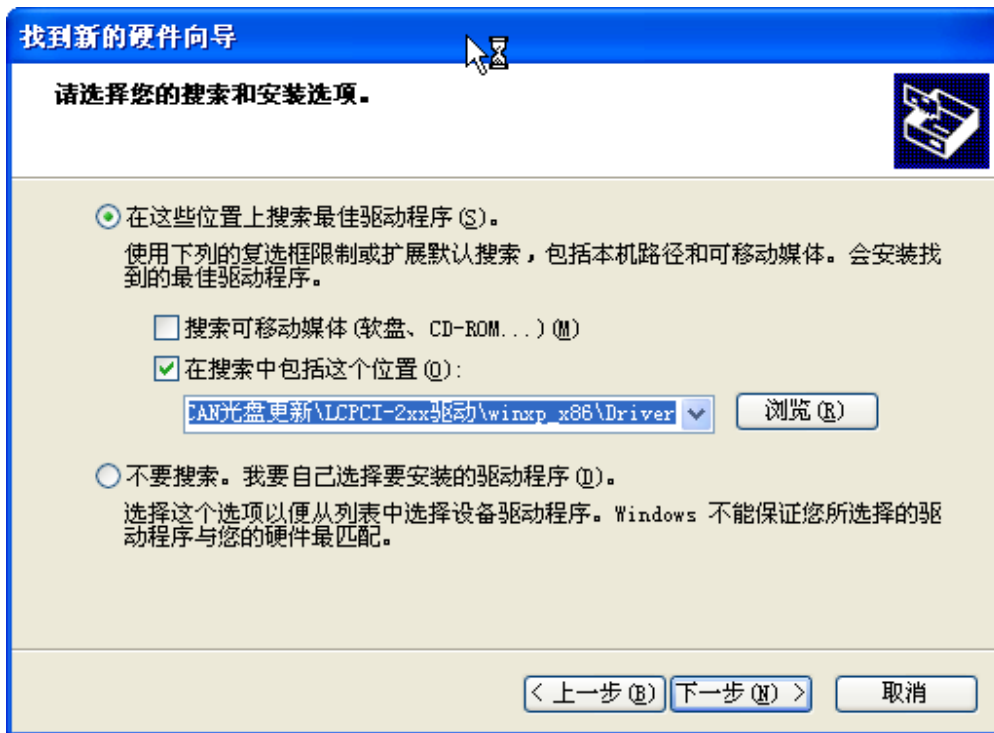 找到新的硬件向导
请选择您的搜索和安装选项。
在这些位置上搜索最佳驱动程序(S)。
使用下列的复选框限制或扩展默认搜索，包括本机路径和可移动媒体。会安装找
到的最佳驱动程序。
搜索可移动媒体(软盘、CD-ROM...)(M)
在搜索中包括这个位置(O):
CAN光盘更新\LCPCI-2xx驱动\winxp_x86\Driver
浏览(R)
不要搜索。我要自己选择要安装的驱动程序(D)。
选择这个选项以便从列表中选择设备驱动程序。Windows 不能保证您所选择的驱
动程序与您的硬件最匹配。
< 上一步(B) 下一步(N) > 取消